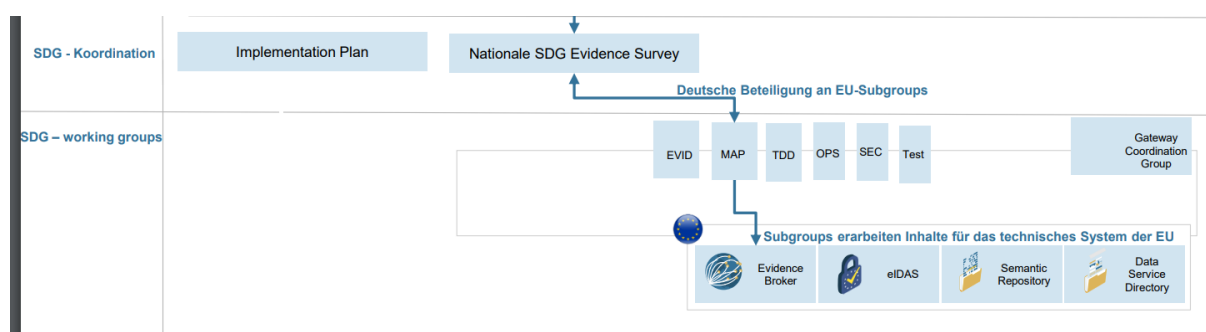 SDG - Koordination
Implementation Plan
Nationale SDG Evidence Survey
Deutsche Beteiligung an EU-Subgroups
SDG – working groups
EVID
MAP
TDD
OPS
SEC
Test
Gateway
Coordination
Group
Subgroups erarbeiten Inhalte für das technisches System der EU
Evidence
Broker
eIDAS
Semantic
Repository
Data
Service
Directory